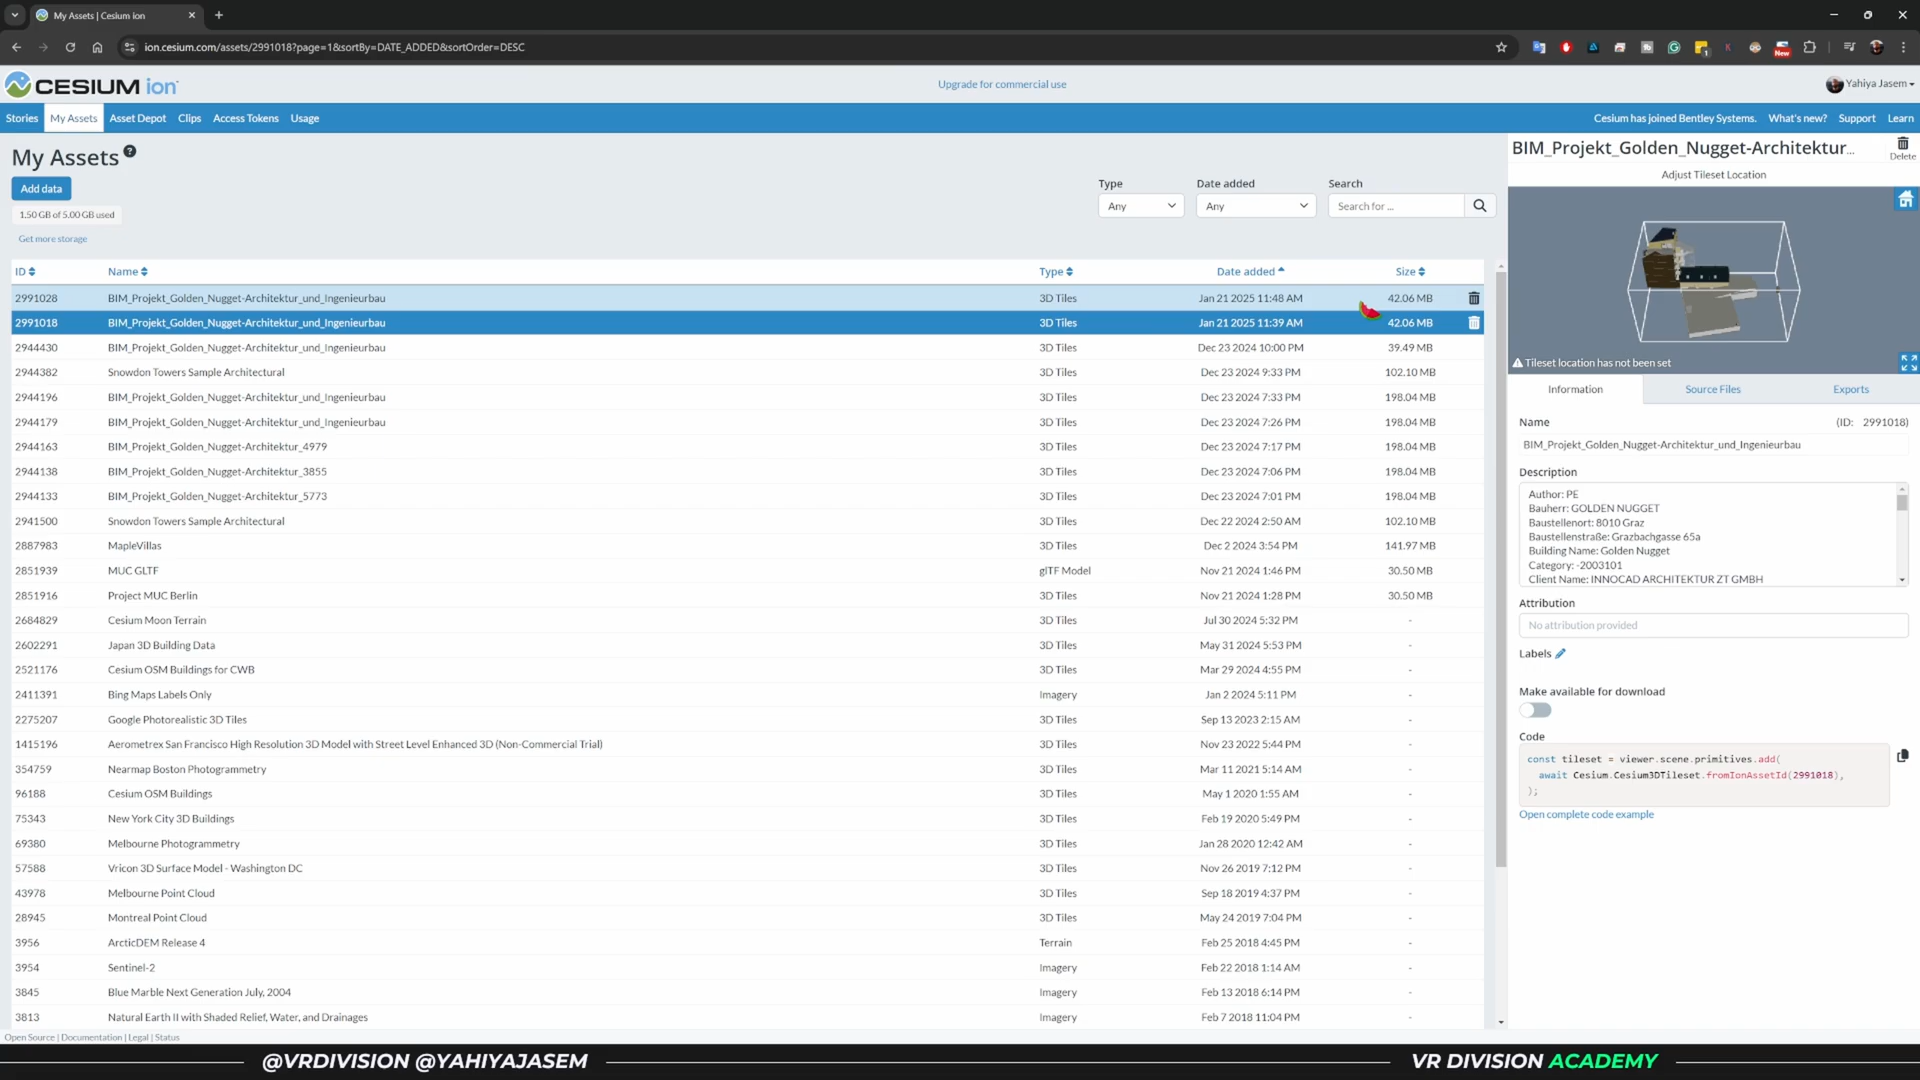 My Assets | Cesium ion
ion.cesium.com/assets/2991018?page=1&sortBy=DATE_ADDED&sortOrder=DESC
New
CESIUM ion
Upgrade for commercial use
Yahiya Jasem
Stories My Assets Asset Depot Clips Access Tokens Usage
Cesium has joined Bentley Systems. What's new? Support Learn
My Assets ?
Add data
1.50 GB of 5.00 GB used
Get more storage
Type Date added Search
Any Any Search for ...
ID Name Type Date added Size
2991028 BIM_Projekt_Golden_Nugget-Architektur_und_Ingenieurbau 3D Tiles Jan 21 2025 11:48 AM 42.06 MB
2991018 BIM_Projekt_Golden_Nugget-Architektur_und_Ingenieurbau 3D Tiles Jan 21 2025 11:39 AM 42.06 MB
2944430 BIM_Projekt_Golden_Nugget-Architektur_und_Ingenieurbau 3D Tiles Dec 23 2024 10:00 PM 39.49 MB
2944382 Snowdon Towers Sample Architectural 3D Tiles Dec 23 2024 9:33 PM 102.10 MB
2944196 BIM_Projekt_Golden_Nugget-Architektur_und_Ingenieurbau 3D Tiles Dec 23 2024 7:33 PM 198.04 MB
2944179 BIM_Projekt_Golden_Nugget-Architektur_und_Ingenieurbau 3D Tiles Dec 23 2024 7:26 PM 198.04 MB
2944163 BIM_Projekt_Golden_Nugget-Architektur_4979 3D Tiles Dec 23 2024 7:17 PM 198.04 MB
2944138 BIM_Projekt_Golden_Nugget-Architektur_3855 3D Tiles Dec 23 2024 7:06 PM 198.04 MB
2944133 BIM_Projekt_Golden_Nugget-Architektur_5773 3D Tiles Dec 23 2024 7:01 PM 198.04 MB
2941500 Snowdon Towers Sample Architectural 3D Tiles Dec 22 2024 2:50 AM 102.10 MB
2887983 MapleVillas 3D Tiles Dec 2 2024 3:54 PM 141.97 MB
2851939 MUC GLTF glTF Model Nov 21 2024 1:46 PM 30.50 MB
2851916 Project MUC Berlin 3D Tiles Nov 21 2024 1:28 PM 30.50 MB
2684829 Cesium Moon Terrain 3D Tiles Jul 30 2024 5:32 PM -
2602291 Japan 3D Building Data 3D Tiles May 31 2024 5:53 PM -
2521176 Cesium OSM Buildings for CWB 3D Tiles Mar 29 2024 4:55 PM -
2411391 Bing Maps Labels Only Imagery Jan 2 2024 5:11 PM -
2275207 Google Photorealistic 3D Tiles 3D Tiles Sep 13 2023 2:15 AM -
1415196 Aerometrex San Francisco High Resolution 3D Model with Street Level Enhanced 3D (Non-Commercial Trial) 3D Tiles Nov 23 2022 5:44 PM -
354759 Nearmap Boston Photogrammetry 3D Tiles Mar 11 2021 5:14 AM -
96188 Cesium OSM Buildings 3D Tiles May 1 2020 1:55 AM -
75343 New York City 3D Buildings 3D Tiles Feb 19 2020 5:49 PM -
69380 Melbourne Photogrammetry 3D Tiles Jan 28 2020 12:42 AM -
57588 Vricon 3D Surface Model - Washington DC 3D Tiles Nov 26 2019 7:12 PM -
43978 Melbourne Point Cloud 3D Tiles Sep 18 2019 4:37 PM -
28945 Montreal Point Cloud 3D Tiles May 24 2019 7:04 PM -
3956 ArcticDEM Release 4 Terrain Feb 25 2018 4:45 PM -
3954 Sentinel-2 Imagery Feb 22 2018 1:14 AM -
3845 Blue Marble Next Generation July, 2004 Imagery Feb 13 2018 6:14 PM -
3813 Natural Earth II with Shaded Relief, Water, and Drainages Imagery Feb 7 2018 11:04 PM -
BIM_Projekt_Golden_Nugget-Architektur...
Delete
Adjust Tileset Location
Tileset location has not been set
Information Source Files Exports
Name (ID: 2991018)
BIM_Projekt_Golden_Nugget-Architektur_und_Ingenieurbau
Description
Author: PE
Bauherr: GOLDEN NUGGET
Baustellenort: 8010 Graz
Baustellenstraße: Grazbachgasse 65a
Building Name: Golden Nugget
Category: -2003101
Client Name: INNOCAD ARCHITEKTUR ZT GMBH
Attribution
No attribution provided
Labels
Make available for download
Code
const tileset = viewer.scene.primitives.add(
await Cesium.Cesium3DTileset.fromIonAssetId(2991018),
);
Open complete code example
Open Source | Documentation | Legal | Status
@VRDIVISION @YAHIYAJASEM
VR DIVISION ACADEMY